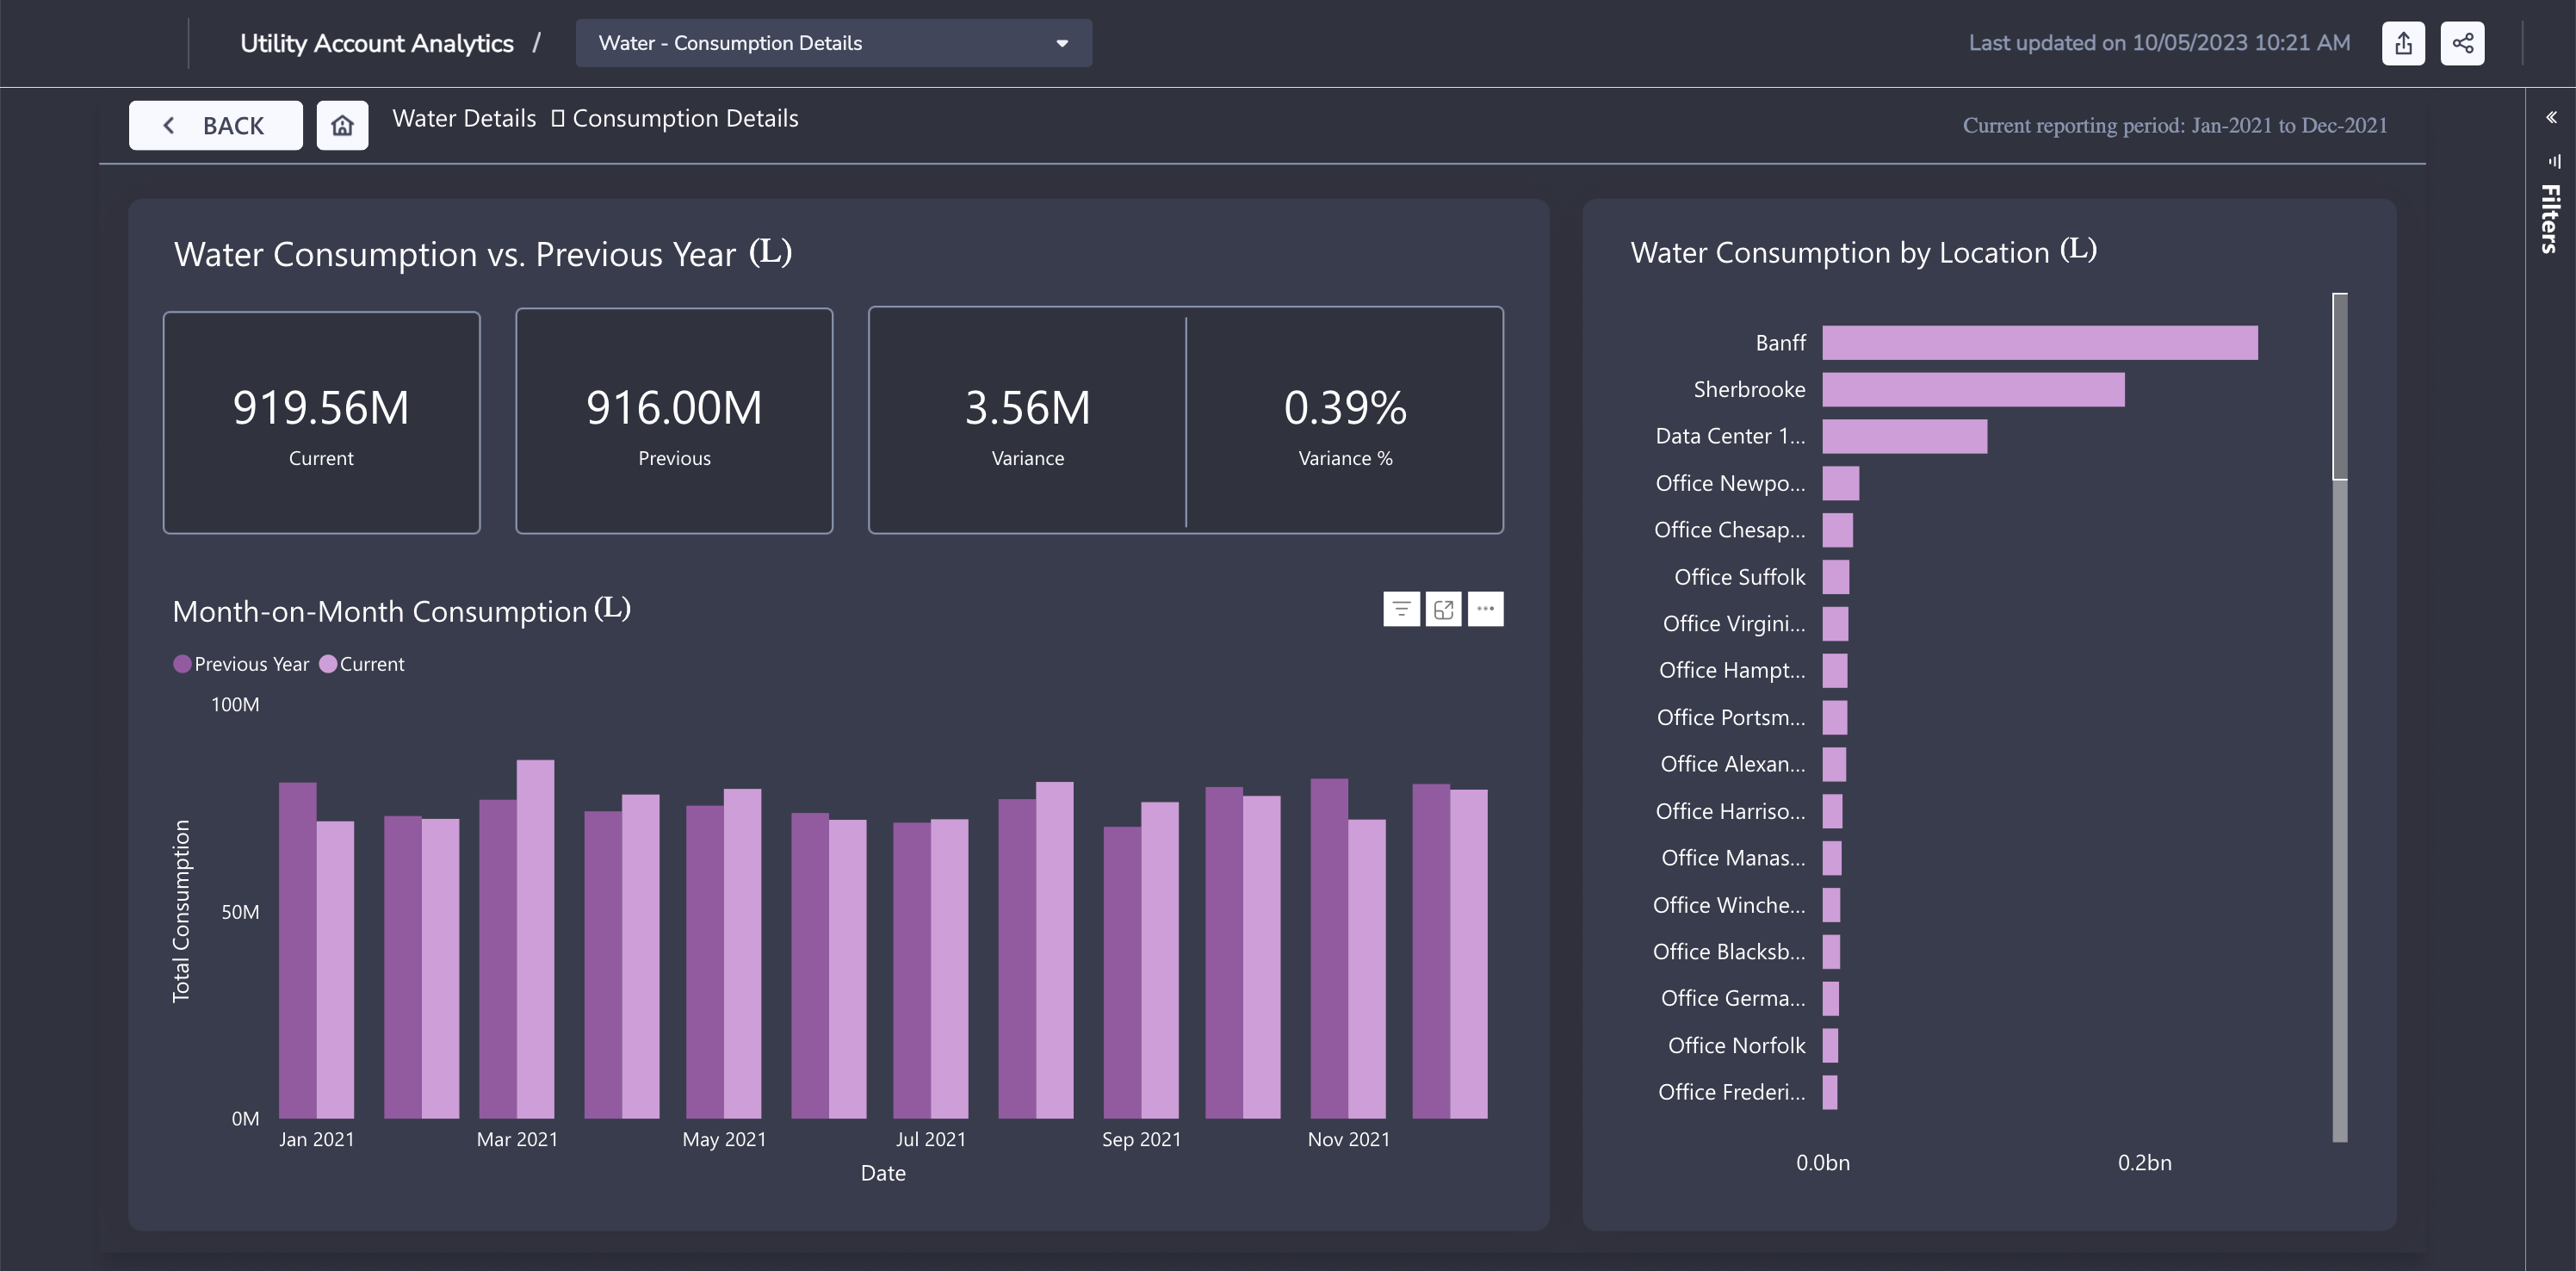 Utility Account Analytics /
Water - Consumption Details
Last updated on 10/05/2023 10:21 AM
BACK
Water Details ▯ Consumption Details
Current reporting period: Jan-2021 to Dec-2021
Filters
Water Consumption vs. Previous Year (L)
919.56M
Current
916.00M
Previous
3.56M
Variance
0.39%
Variance %
Month-on-Month Consumption (L)
Previous Year Current
100M
50M
0M
Total Consumption
Jan 2021 Mar 2021 May 2021 Jul 2021 Sep 2021 Nov 2021
Date
Water Consumption by Location (L)
Banff
Sherbrooke
Data Center 1...
Office Newpo...
Office Chesap...
Office Suffolk
Office Virgini...
Office Hampt...
Office Portsm...
Office Alexan...
Office Harriso...
Office Manas...
Office Winche...
Office Blacksb...
Office Germa...
Office Norfolk
Office Frederi...
0.0bn 0.2bn